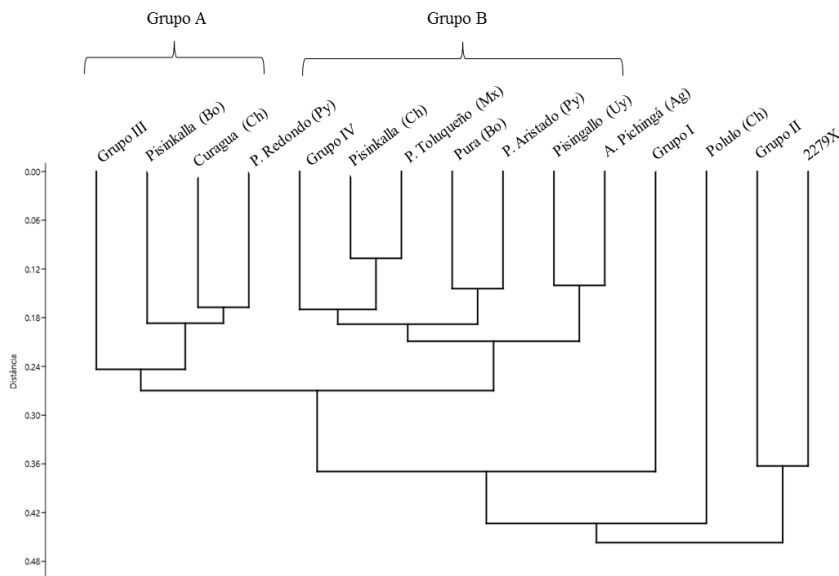 Grupo A
Grupo B
Grupo III
Pisinkalla (Bo)
Curagua (Ch)
P. Redondo (Py)
Grupo IV
Pisinkalla (Ch)
P. Toluqueño (Mx)
Pura (Bo)
P. Aristado (Py)
Pisingallo (Uy)
A. Pichingá (Ag)
Grupo I
Polulo (Ch)
Grupo II
2279X
0.00
0.06
0.12
0.18
0.24
0.30
0.36
0.42
0.48
Distância